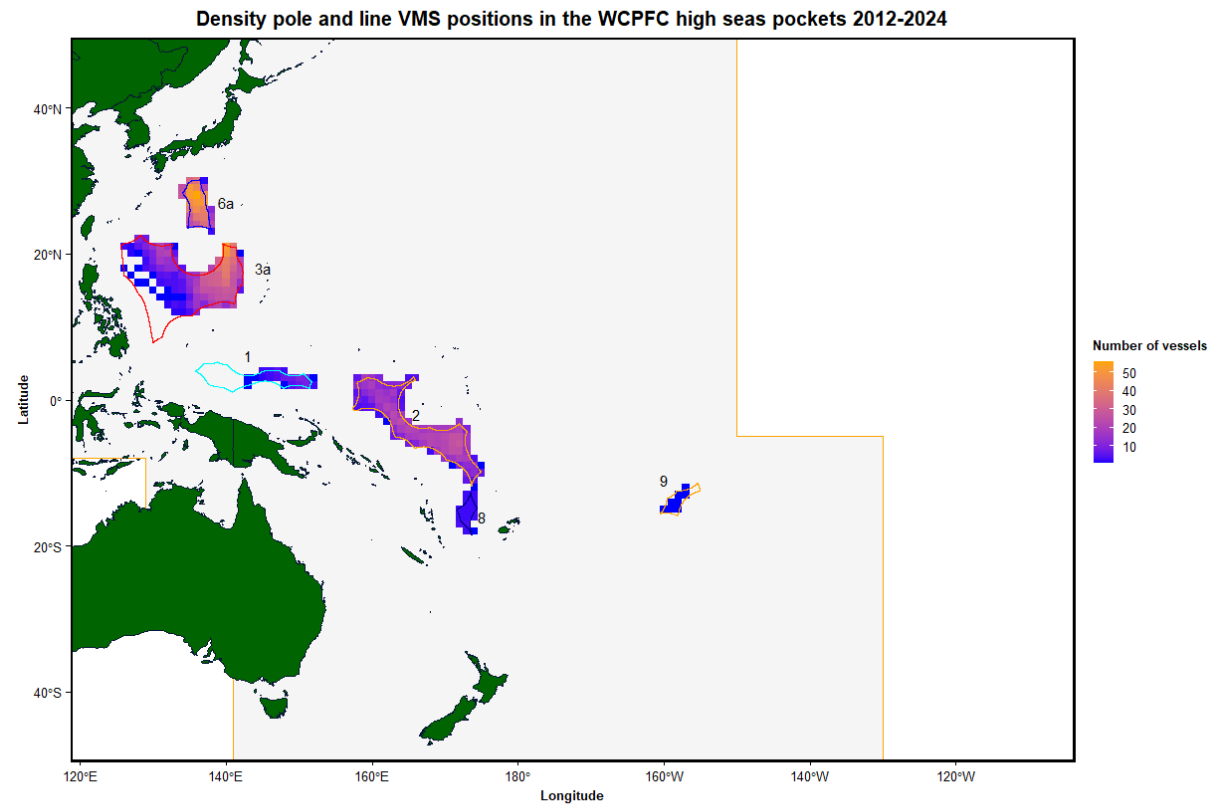 Density pole and line VMS positions in the WCPFC high seas pockets 2012-2024
40°N
20°N
0°
20°S
40°S
Latitude
6a
3a
1
2
8
9
Number of vessels
50
40
30
20
10
120°E
140°E
160°E
180°
160°W
140°W
120°W
Longitude